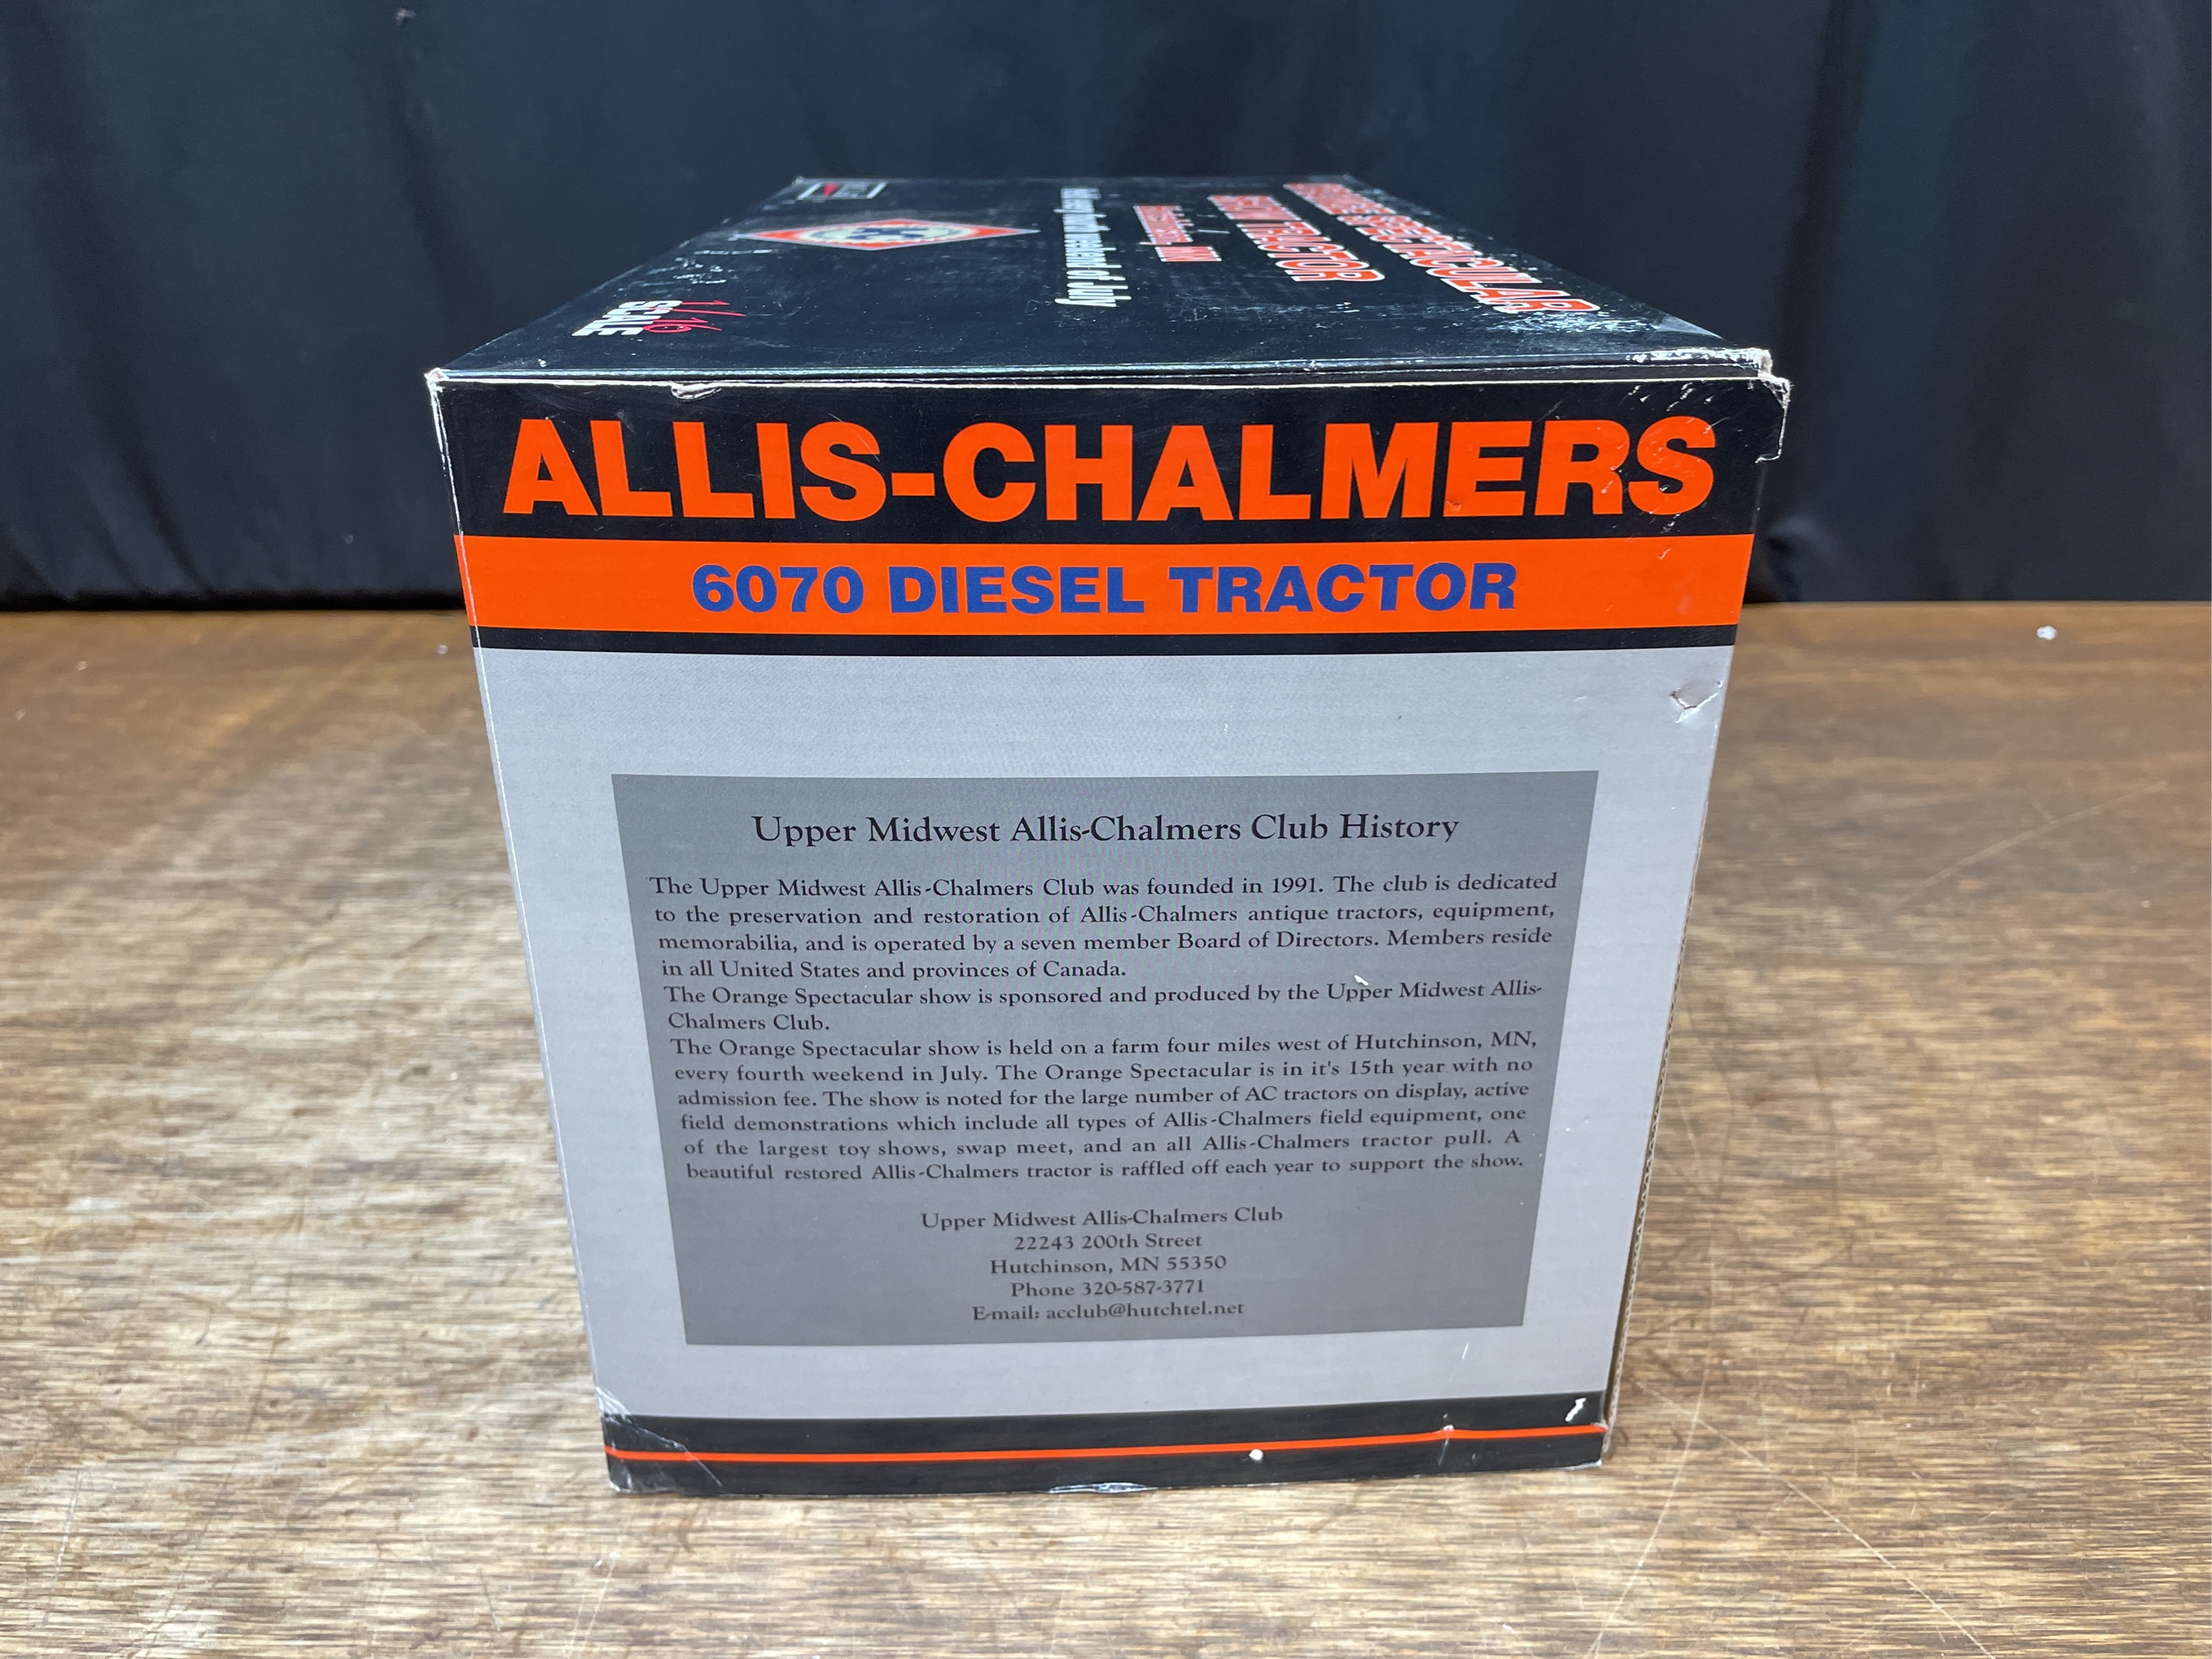 ORANGE SPECTACULAR
SHOW TRACTOR
Hutchinson, MN
1/16
SCALE
ALLIS-CHALMERS
6070 DIESEL TRACTOR
Upper Midwest Allis-Chalmers Club History
The Upper Midwest Allis-Chalmers Club was founded in 1991. The club is dedicated
to the preservation and restoration of Allis-Chalmers antique tractors, equipment,
memorabilia, and is operated by a seven member Board of Directors. Members reside
in all United States and provinces of Canada.
The Orange Spectacular show is sponsored and produced by the Upper Midwest Allis-
Chalmers Club.
The Orange Spectacular show is held on a farm four miles west of Hutchinson, MN,
every fourth weekend in July. The Orange Spectacular is in it's 15th year with no
admission fee. The show is noted for the large number of AC tractors on display, active
field demonstrations which include all types of Allis-Chalmers field equipment, one
of the largest toy shows, swap meet, and an all Allis-Chalmers tractor pull. A
beautiful restored Allis-Chalmers tractor is raffled off each year to support the show.
Upper Midwest Allis-Chalmers Club
22243 200th Street
Hutchinson, MN 55350
Phone 320-587-3771
E-mail: acclub@hutchtel.net